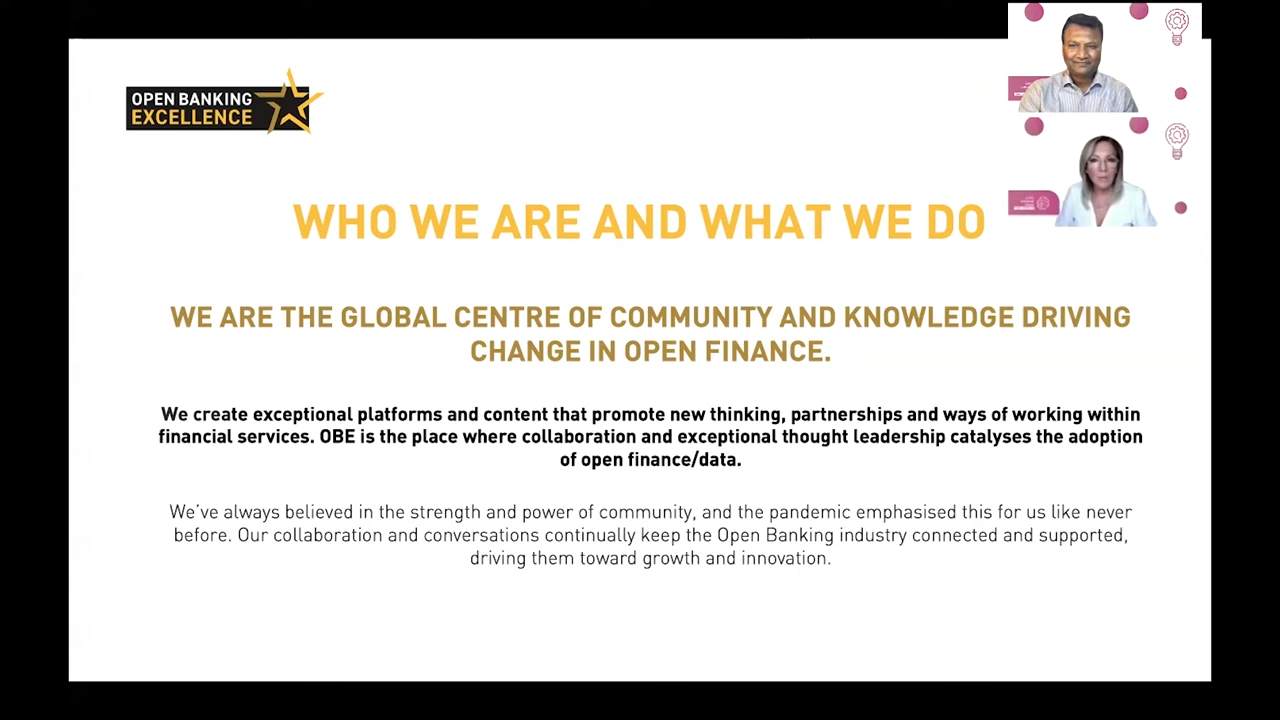 OPEN BANKING
EXCELLENCE
WHO WE ARE AND WHAT WE DO
WE ARE THE GLOBAL CENTRE OF COMMUNITY AND KNOWLEDGE DRIVING
CHANGE IN OPEN FINANCE.
We create exceptional platforms and content that promote new thinking, partnerships and ways of working within
financial services. OBE is the place where collaboration and exceptional thought leadership catalyses the adoption
of open finance/data.
We’ve always believed in the strength and power of community, and the pandemic emphasised this for us like never
before. Our collaboration and conversations continually keep the Open Banking industry connected and supported,
driving them toward growth and innovation.